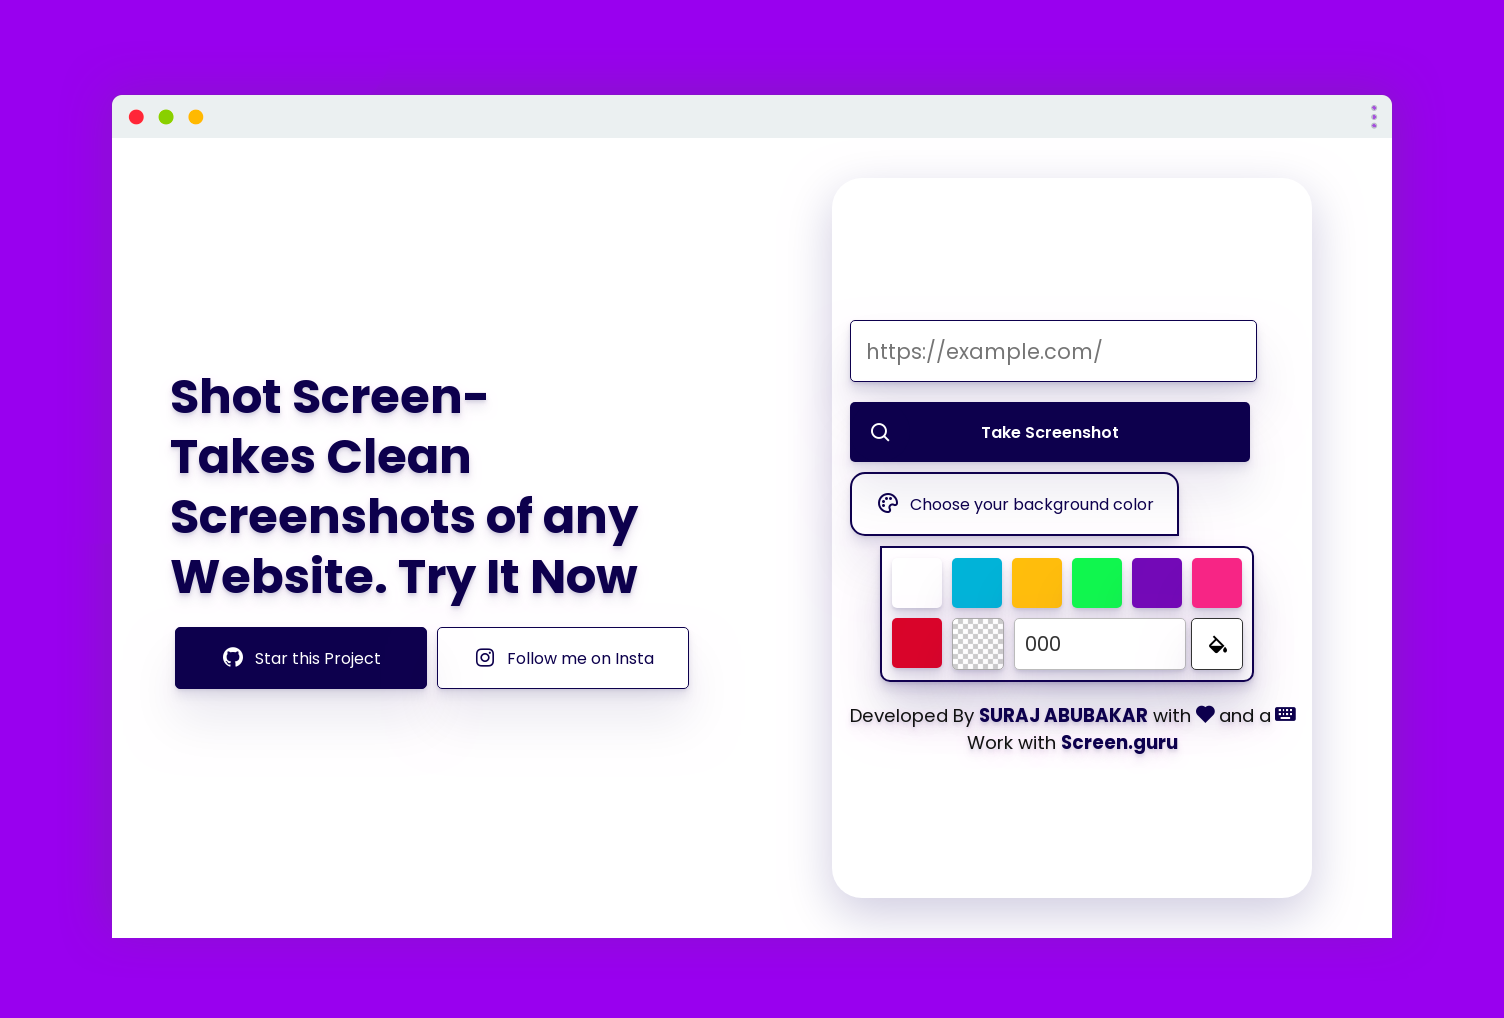 Shot Screen-
Takes Clean
Screenshots of any
Website. Try It Now
Star this Project
Follow me on Insta
https://example.com/
Take Screenshot
Choose your background color
000
Developed By SURAJ ABUBAKAR with and a
Work with Screen.guru